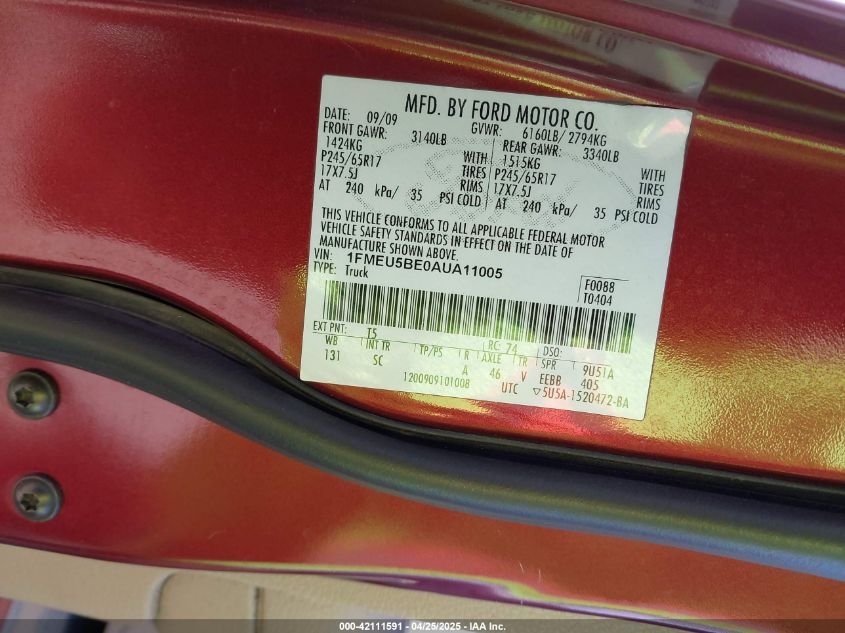 MFD. BY FORD MOTOR CO.
DATE: 09/09 GVWR: 6160LB/ 2794KG
FRONT GAWR: 3140LB REAR GAWR: 3340LB
1424KG WITH 1515KG WITH
P245/65R17 TIRES P245/65R17 TIRES
17X7.5J RIMS 17X7.5J RIMS
AT 240 kPa/ 35 PSI COLD AT 240 kPa/ 35 PSI COLD
THIS VEHICLE CONFORMS TO ALL APPLICABLE FEDERAL MOTOR
VEHICLE SAFETY STANDARDS IN EFFECT ON THE DATE OF
MANUFACTURE SHOWN ABOVE.
VIN: 1FMEU5BE0AUA11005
TYPE: Truck
F0088
T0404
EXT PNT: T5 RC: 74 DSO:
WB INT TR TP/PS R AXLE TR SPR 9U51A
131 5C A 46 V EEBB 405
1200909101008 UTC ▽5U5A-1520472-BA
000-42111591 - 04/25/2025 - IAA Inc.